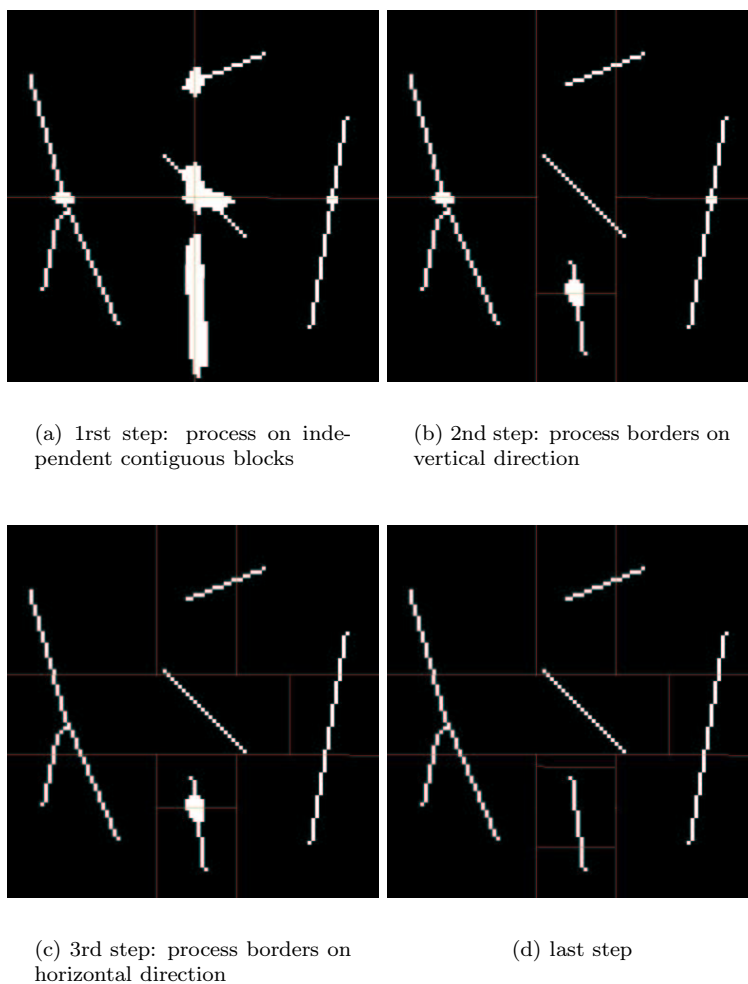 (a) 1rst step: process on inde-
pendent contiguous blocks
(b) 2nd step: process borders on
vertical direction
(c) 3rd step: process borders on
horizontal direction
(d) last step